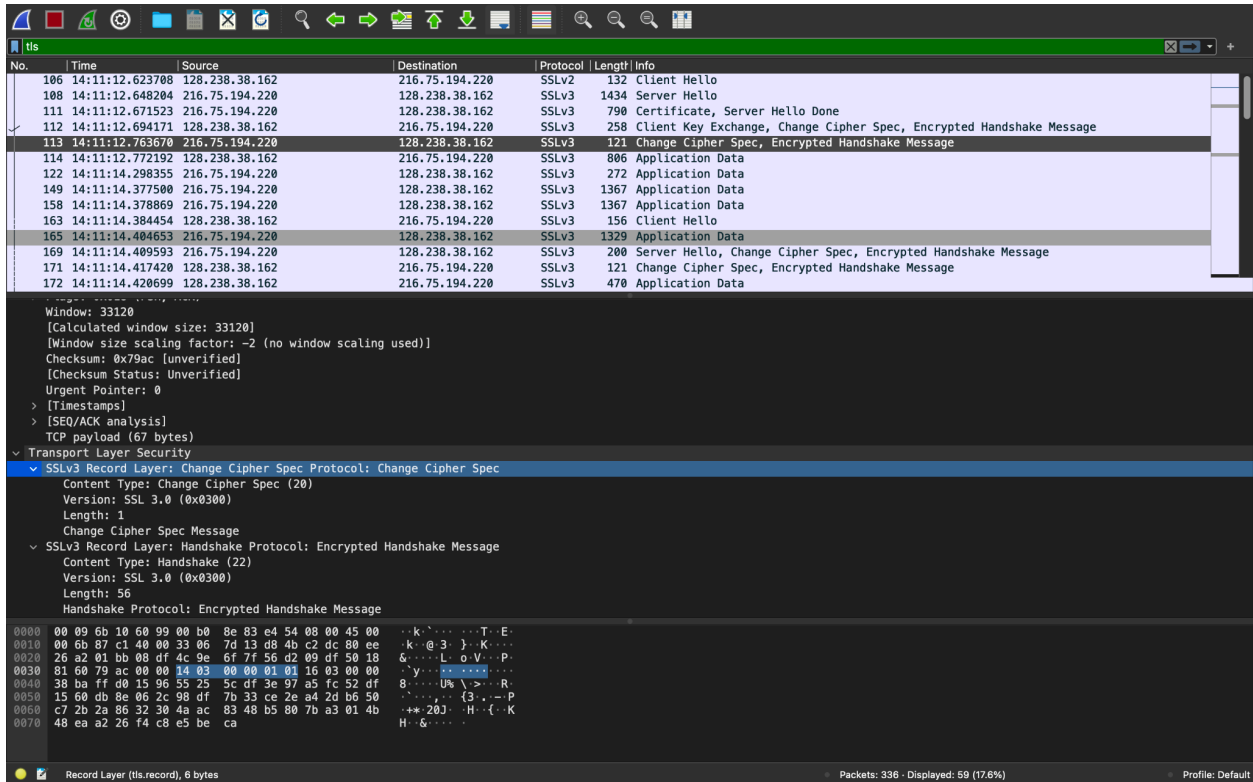 tls
No. Time Source Destination Protocol Length Info
106 14:11:12.623708 128.238.38.162 216.75.194.220 SSLv2 132 Client Hello
108 14:11:12.648204 216.75.194.220 128.238.38.162 SSLv3 1434 Server Hello
111 14:11:12.671523 216.75.194.220 128.238.38.162 SSLv3 790 Certificate, Server Hello Done
112 14:11:12.694171 128.238.38.162 216.75.194.220 SSLv3 258 Client Key Exchange, Change Cipher Spec, Encrypted Handshake Message
113 14:11:12.763670 216.75.194.220 128.238.38.162 SSLv3 121 Change Cipher Spec, Encrypted Handshake Message
114 14:11:12.772192 128.238.38.162 216.75.194.220 SSLv3 806 Application Data
122 14:11:14.298355 216.75.194.220 128.238.38.162 SSLv3 272 Application Data
149 14:11:14.377500 216.75.194.220 128.238.38.162 SSLv3 1367 Application Data
158 14:11:14.378869 216.75.194.220 128.238.38.162 SSLv3 1367 Application Data
163 14:11:14.384454 128.238.38.162 216.75.194.220 SSLv3 156 Client Hello
165 14:11:14.404653 216.75.194.220 128.238.38.162 SSLv3 1329 Application Data
169 14:11:14.409593 216.75.194.220 128.238.38.162 SSLv3 200 Server Hello, Change Cipher Spec, Encrypted Handshake Message
171 14:11:14.417420 128.238.38.162 216.75.194.220 SSLv3 121 Change Cipher Spec, Encrypted Handshake Message
172 14:11:14.420699 128.238.38.162 216.75.194.220 SSLv3 470 Application Data
Window: 33120
[Calculated window size: 33120]
[Window size scaling factor: -2 (no window scaling used)]
Checksum: 0x79ac [unverified]
[Checksum Status: Unverified]
Urgent Pointer: 0
> [Timestamps]
> [SEQ/ACK analysis]
TCP payload (67 bytes)
Transport Layer Security
SSLv3 Record Layer: Change Cipher Spec Protocol: Change Cipher Spec
Content Type: Change Cipher Spec (20)
Version: SSL 3.0 (0x0300)
Length: 1
Change Cipher Spec Message
SSLv3 Record Layer: Handshake Protocol: Encrypted Handshake Message
Content Type: Handshake (22)
Version: SSL 3.0 (0x0300)
Length: 56
Handshake Protocol: Encrypted Handshake Message
0000 00 09 6b 10 60 99 00 b0 8e 83 e4 54 08 00 45 00 ··k·`··· ···T··E·
0010 00 6b 87 c1 40 00 33 06 7d 13 d8 4b c2 dc 80 ee ·k··@·3· }··K····
0020 26 a2 01 bb 08 df 4c 9e 6f 7f 56 d2 09 df 50 18 &·····L· o·V···P·
0030 81 60 79 ac 00 00 14 03 00 00 01 01 16 03 00 00 ·`y····· ········
0040 38 ba ff d0 15 96 55 25 5c df 3e 97 a5 fc 52 df 8·····U% \·>···R·
0050 15 60 db 8e 06 2c 98 df 7b 33 ce 2e a4 2d b6 50 ·`···,·· {3·.·-·P
0060 c7 2b 2a 86 32 30 4a ac 83 48 b5 80 7b a3 01 4b ·+*·20J· ·H··{··K
0070 48 ea a2 26 f4 c8 e5 be ca H··&···· ·
Record Layer (tls.record), 6 bytes Packets: 336 · Displayed: 59 (17.6%) Profile: Default